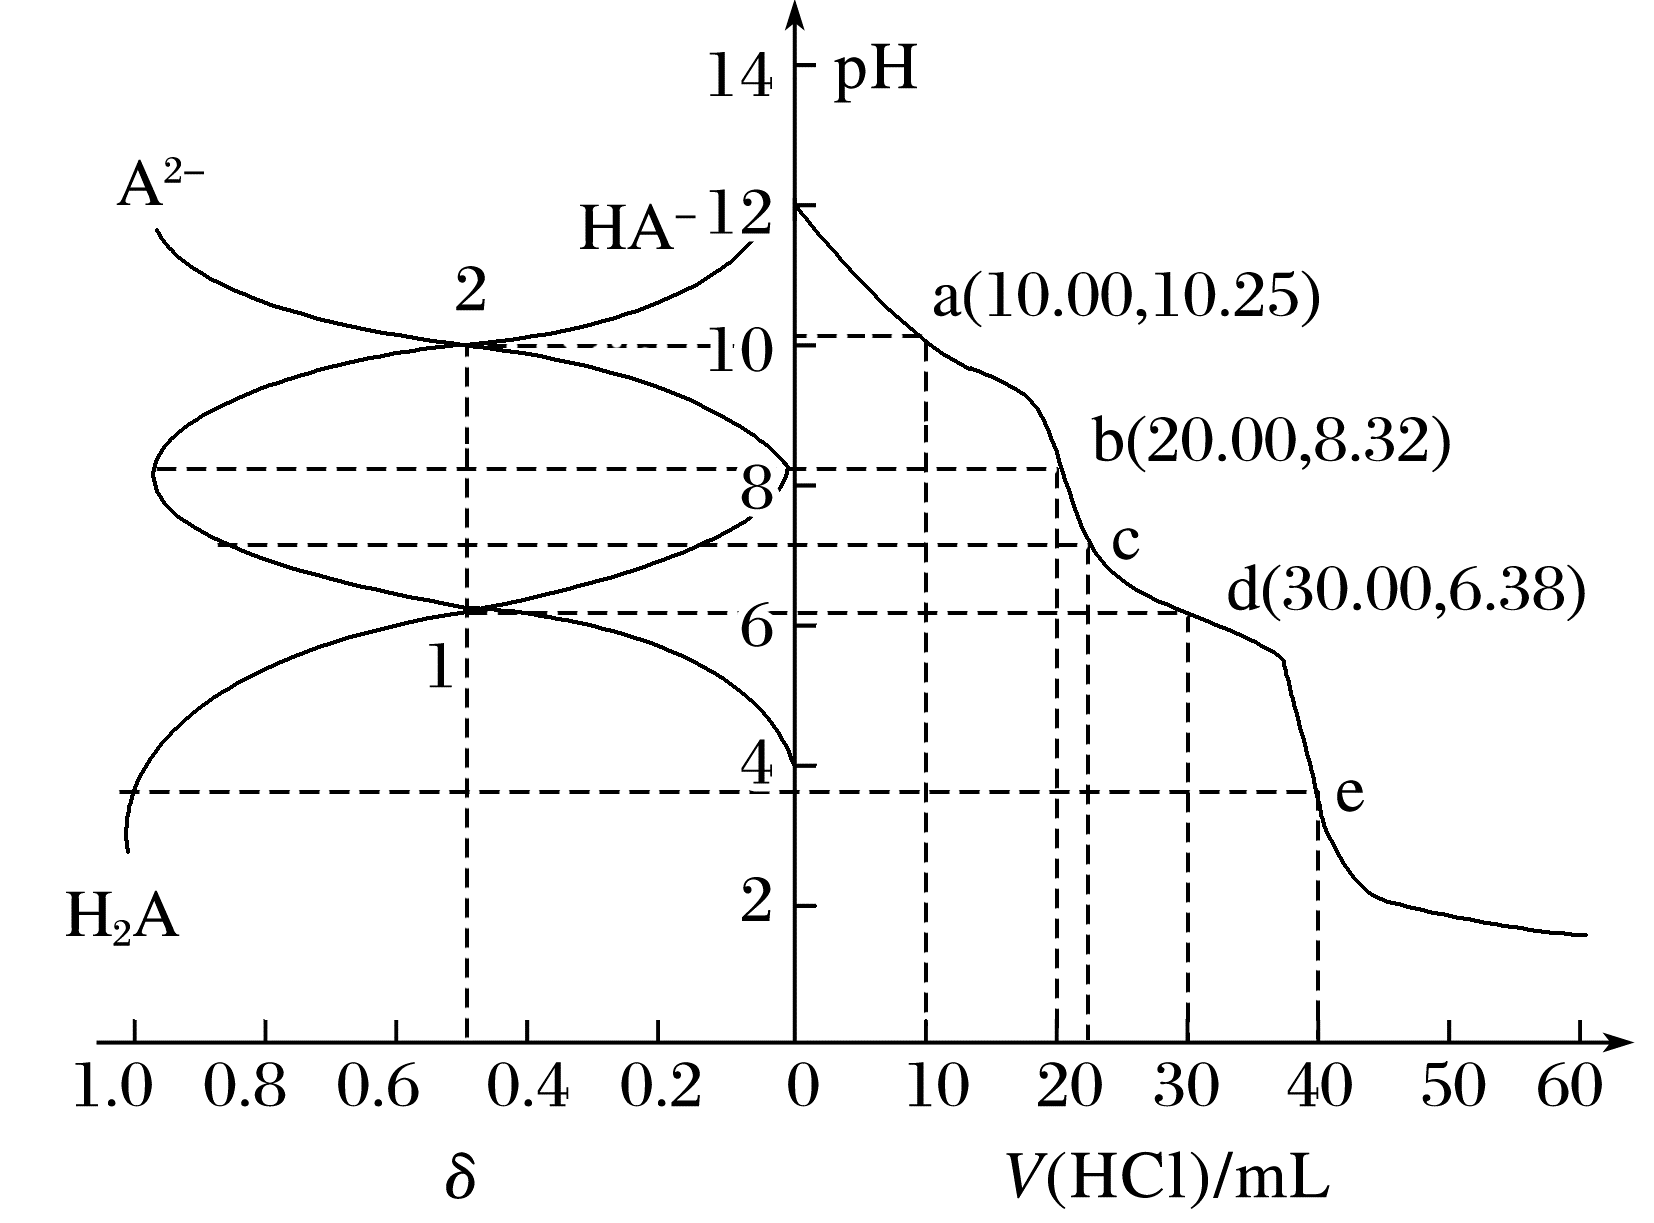 pH
14
A²⁻
HA⁻
12
2
a(10.00,10.25)
10
b(20.00,8.32)
8
c
d(30.00,6.38)
6
1
4
e
2
H₂A
1.0 0.8 0.6 0.4 0.2 0 10 20 30 40 50 60
δ
V(HCl)/mL